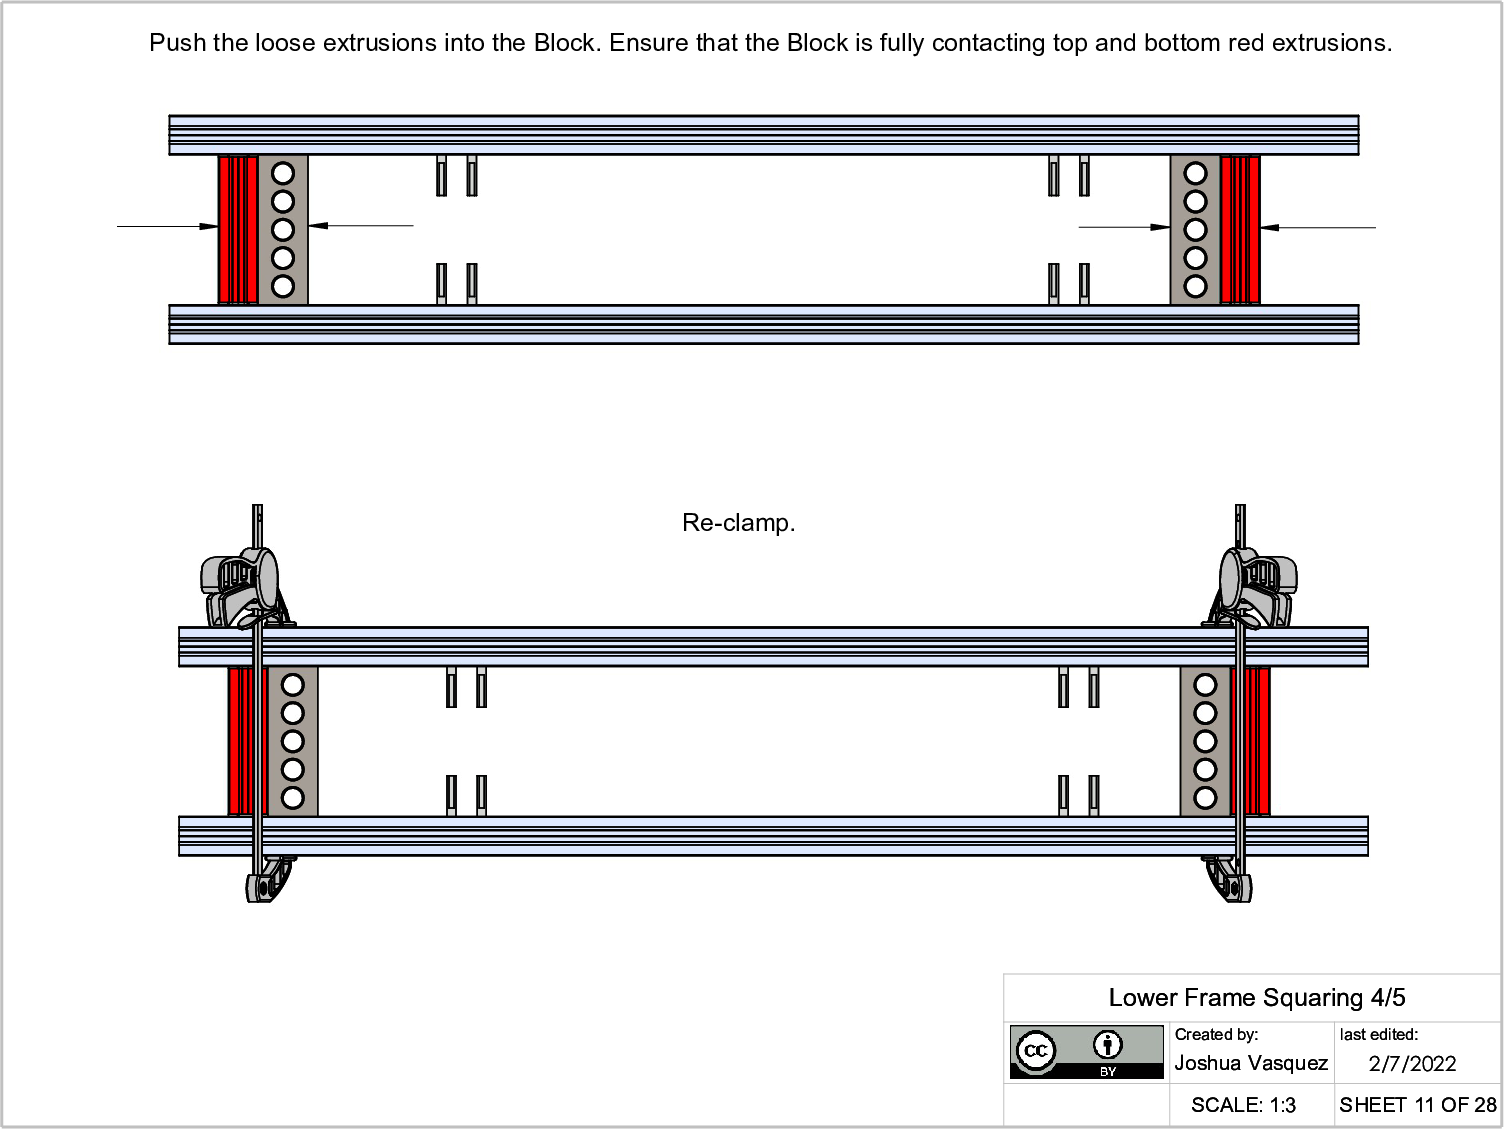 Push the loose extrusions into the Block. Ensure that the Block is fully contacting top and bottom red extrusions.
Re-clamp.
Lower Frame Squaring 4/5
cc
BY
Created by:
Joshua Vasquez
last edited:
2/7/2022
SCALE: 1:3
SHEET 11 OF 28